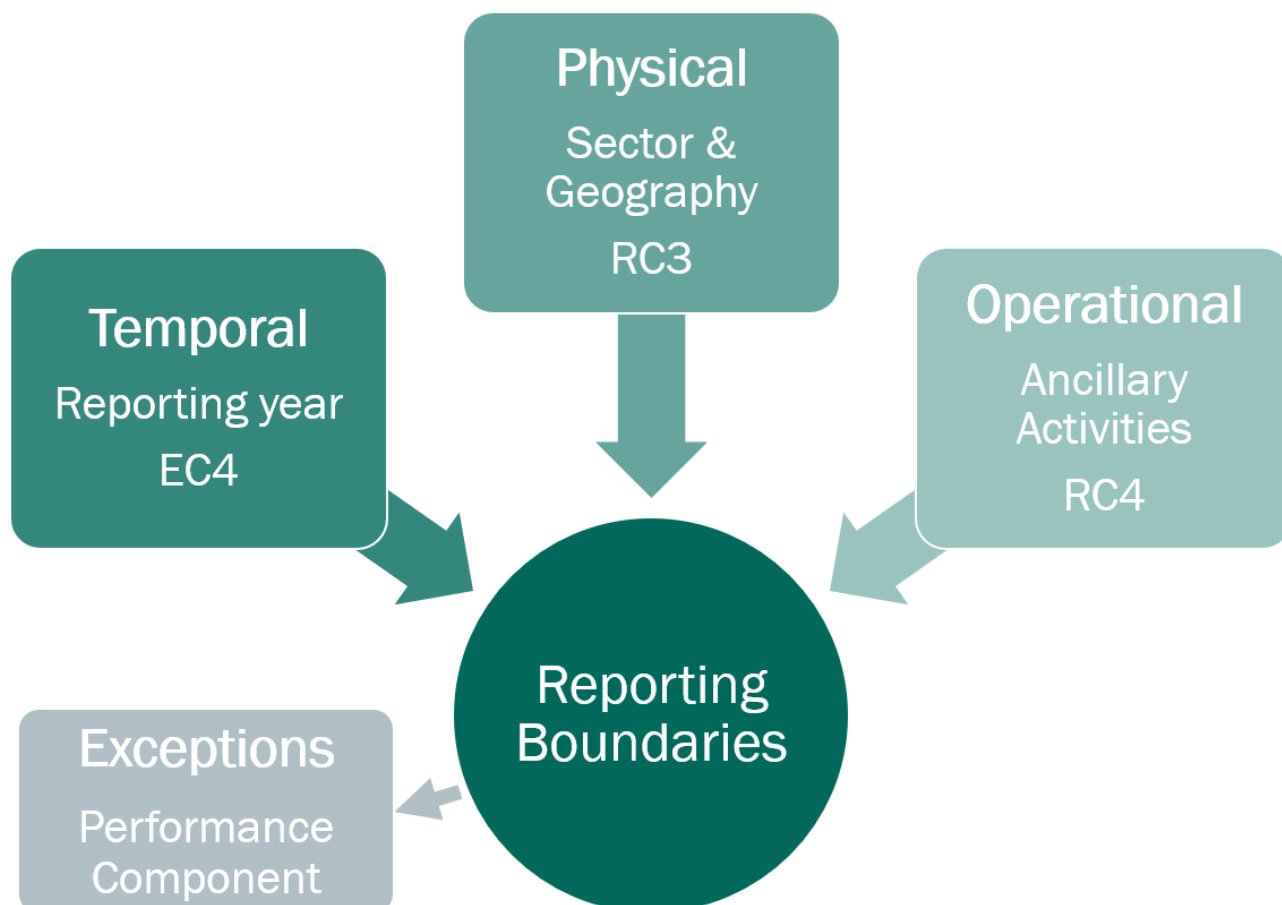 Physical
Sector &
Geography
RC3
Temporal
Reporting year
EC4
Operational
Ancillary
Activities
RC4
Reporting
Boundaries
Exceptions
Performance
Component